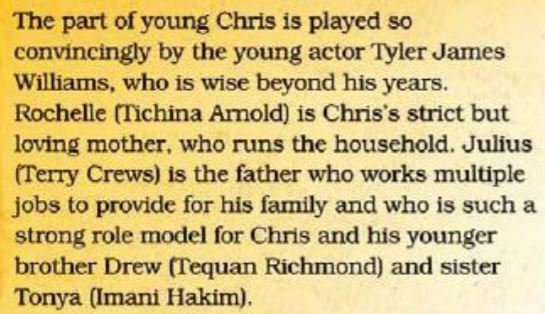 The part of young Chris is played so
convincingly by the young actor Tyler James
Williams, who is wise beyond his years.
Rochelle (Tichina Arnold) is Chris's strict but
loving mother, who runs the household. Julius
(Terry Crews) is the father who works multiple
jobs to provide for his family and who is such a
strong role model for Chris and his younger
brother Drew (Tequan Richmond) and sister
Tonya (Imani Hakim).